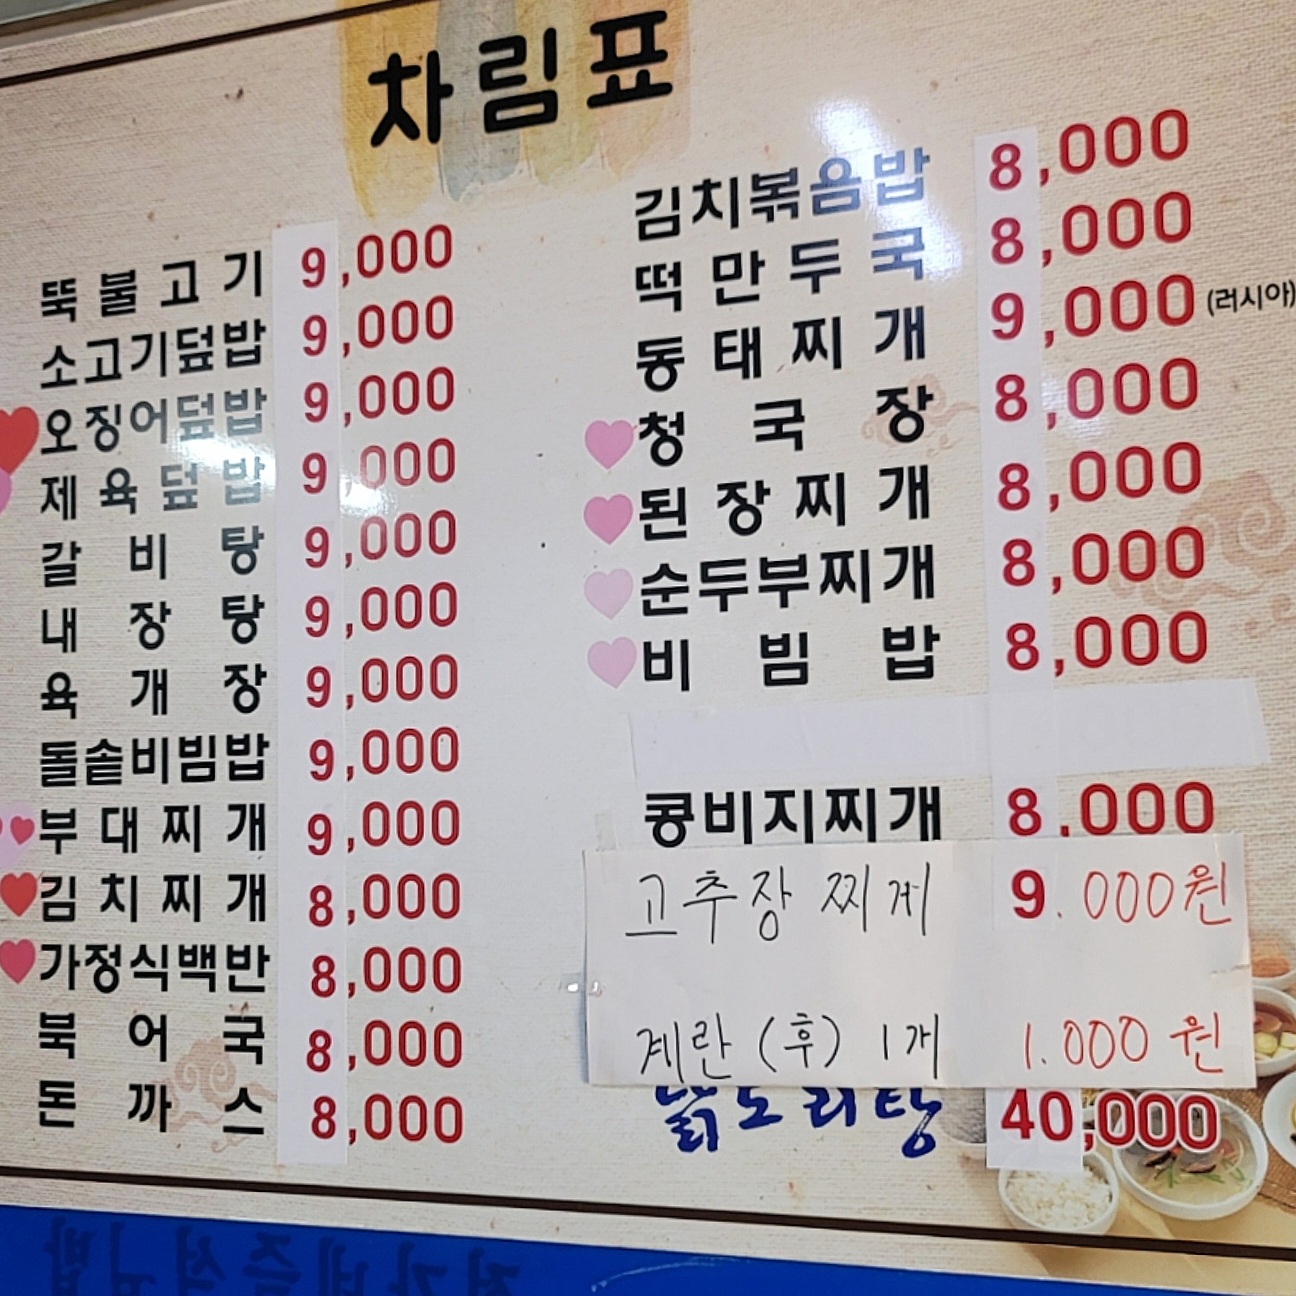 차림표
뚝불고기 9,000
소고기덮밥 9,000
오징어덮밥 9,000
제육덮밥 9,000
갈비탕 9,000
내장탕 9,000
육개장 9,000
돌솥비빔밥 9,000
부대찌개 9,000
김치찌개 8,000
가정식백반 8,000
북어국 8,000
돈까스 8,000
김치볶음밥 8,000
떡만두국 8,000
동태찌개 9,000 (러시아)
청국장 8,000
된장찌개 8,000
순두부찌개 8,000
비빔밥 8,000
콩비지찌개 8,000
고추장 찌게 9.000원
계란(후) 1개 1.000원
닭도리탕 40,000